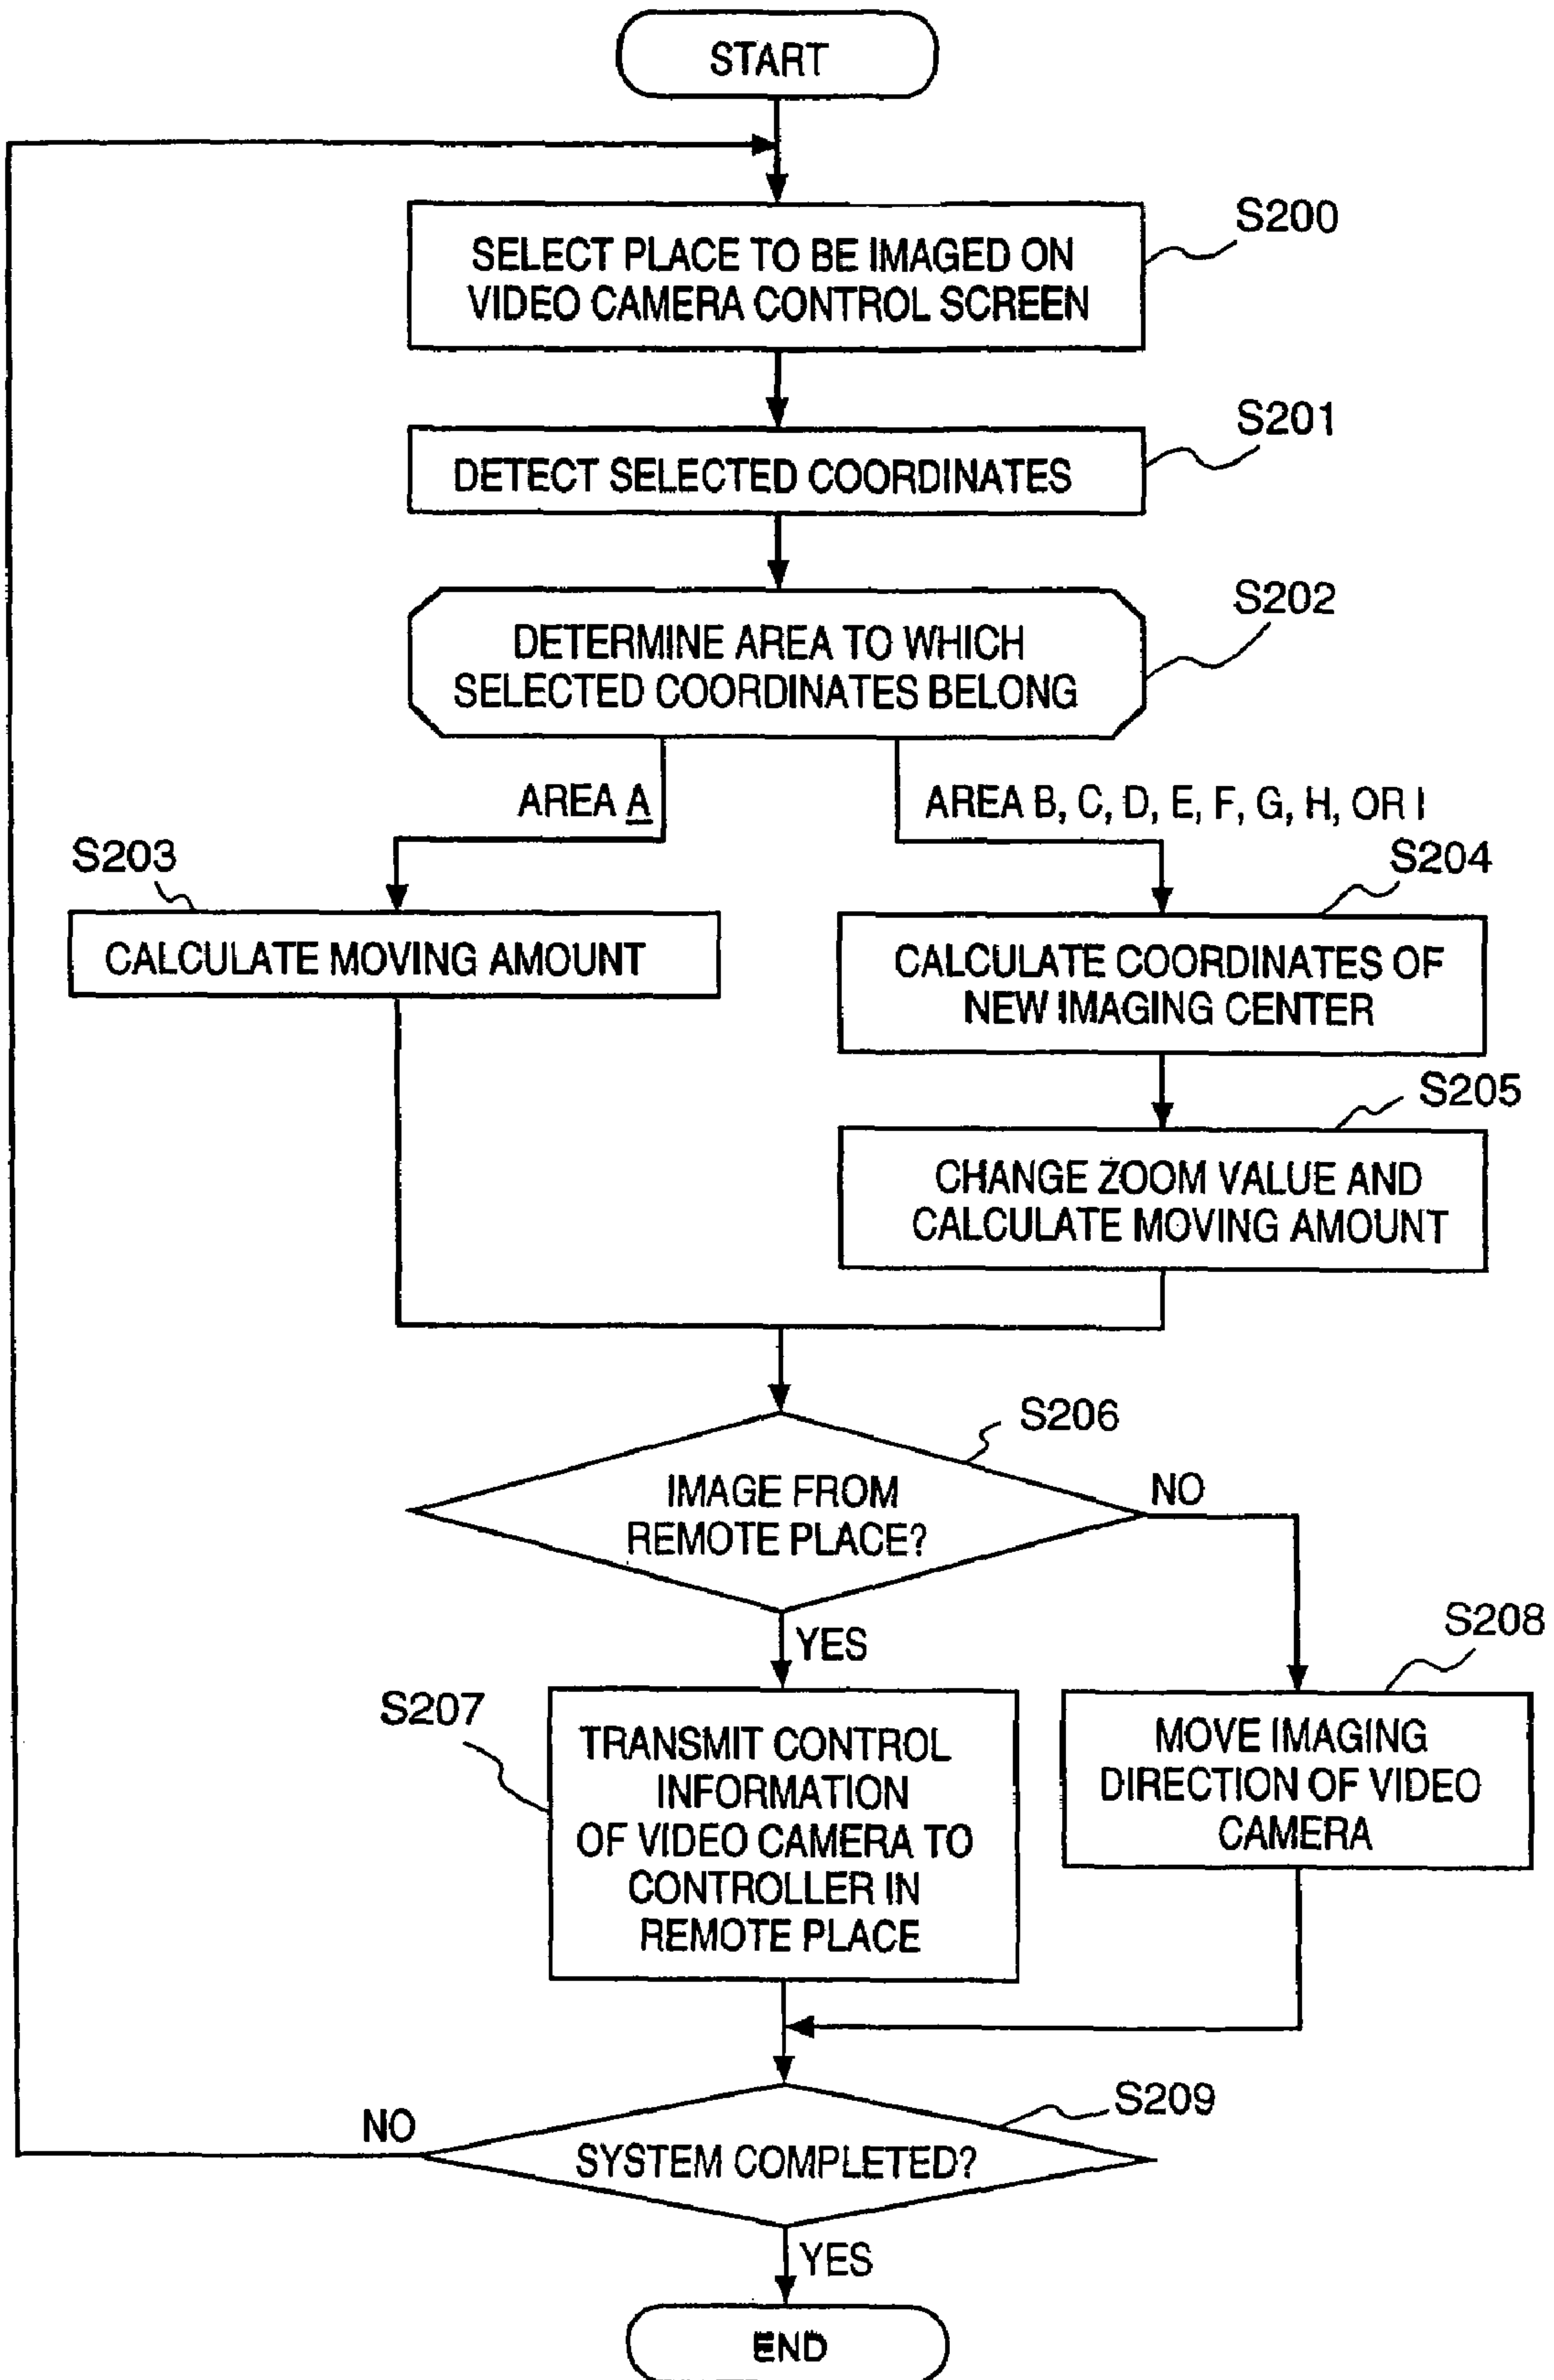 START
S200
SELECT PLACE TO BE IMAGED ON
VIDEO CAMERA CONTROL SCREEN
S201
DETECT SELECTED COORDINATES
S202
DETERMINE AREA TO WHICH
SELECTED COORDINATES BELONG
AREA A
AREA B, C, D, E, F, G, H, OR I
S203
CALCULATE MOVING AMOUNT
S204
CALCULATE COORDINATES OF
NEW IMAGING CENTER
S205
CHANGE ZOOM VALUE AND
CALCULATE MOVING AMOUNT
S206
IMAGE FROM
REMOTE PLACE?
NO
YES
S207
TRANSMIT CONTROL
INFORMATION
OF VIDEO CAMERA TO
CONTROLLER IN
REMOTE PLACE
S208
MOVE IMAGING
DIRECTION OF VIDEO
CAMERA
S209
SYSTEM COMPLETED?
NO
YES
END